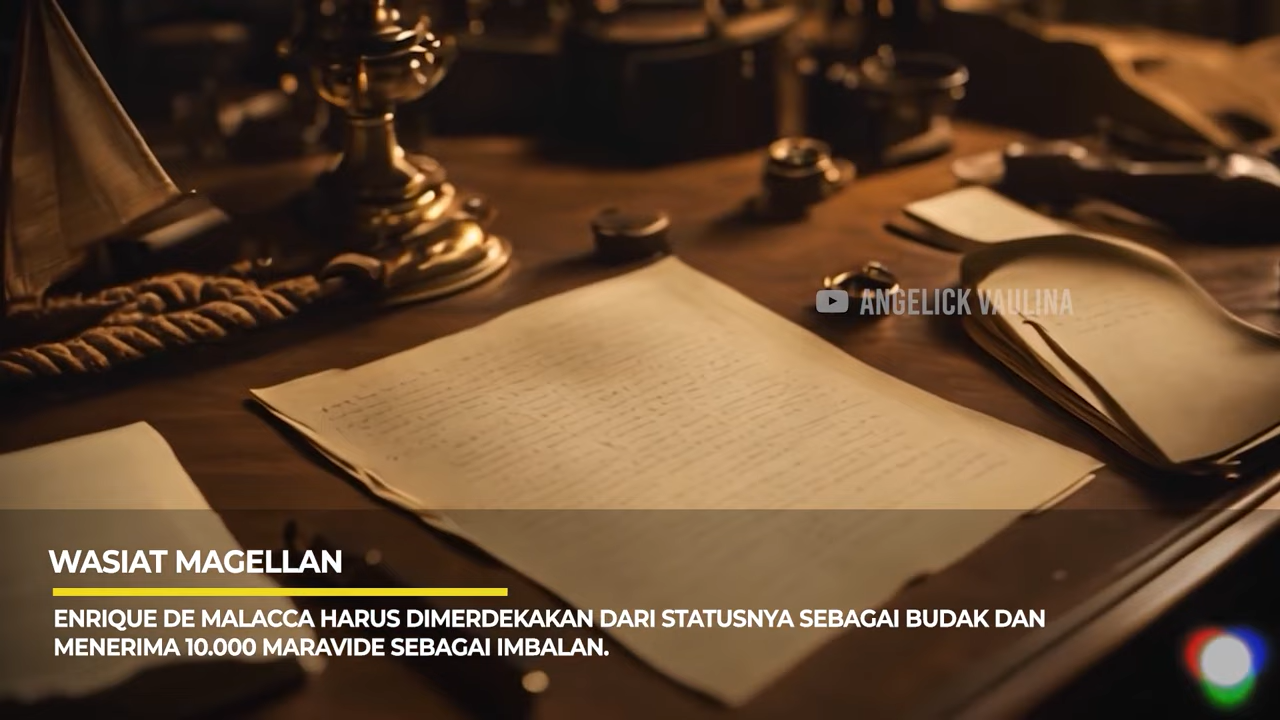 ANGELICK VAULINA
WASIAT MAGELLAN
ENRIQUE DE MALACCA HARUS DIMERDEKAKAN DARI STATUSNYA SEBAGAI BUDAK DAN
MENERIMA 10.000 MARAVIDE SEBAGAI IMBALAN.